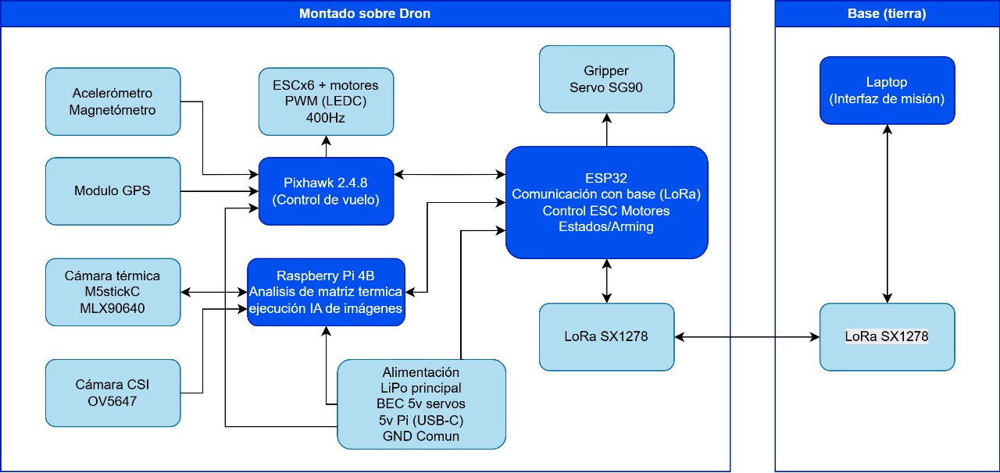 Montado sobre Dron
Base (tierra)
Acelerómetro
Magnetómetro
ESCx6 + motores
PWM (LEDC)
400Hz
Gripper
Servo SG90
Laptop
(Interfaz de misión)
Modulo GPS
Pixhawk 2.4.8
(Control de vuelo)
ESP32
Comunicación con base (LoRa)
Control ESC Motores
Estados/Arming
Cámara térmica
M5stickC
MLX90640
Raspberry Pi 4B
Analisis de matriz termica
ejecución IA de imágenes
LoRa SX1278
LoRa SX1278
Cámara CSI
OV5647
Alimentación
LiPo principal
BEC 5v servos
5v Pi (USB-C)
GND Comun